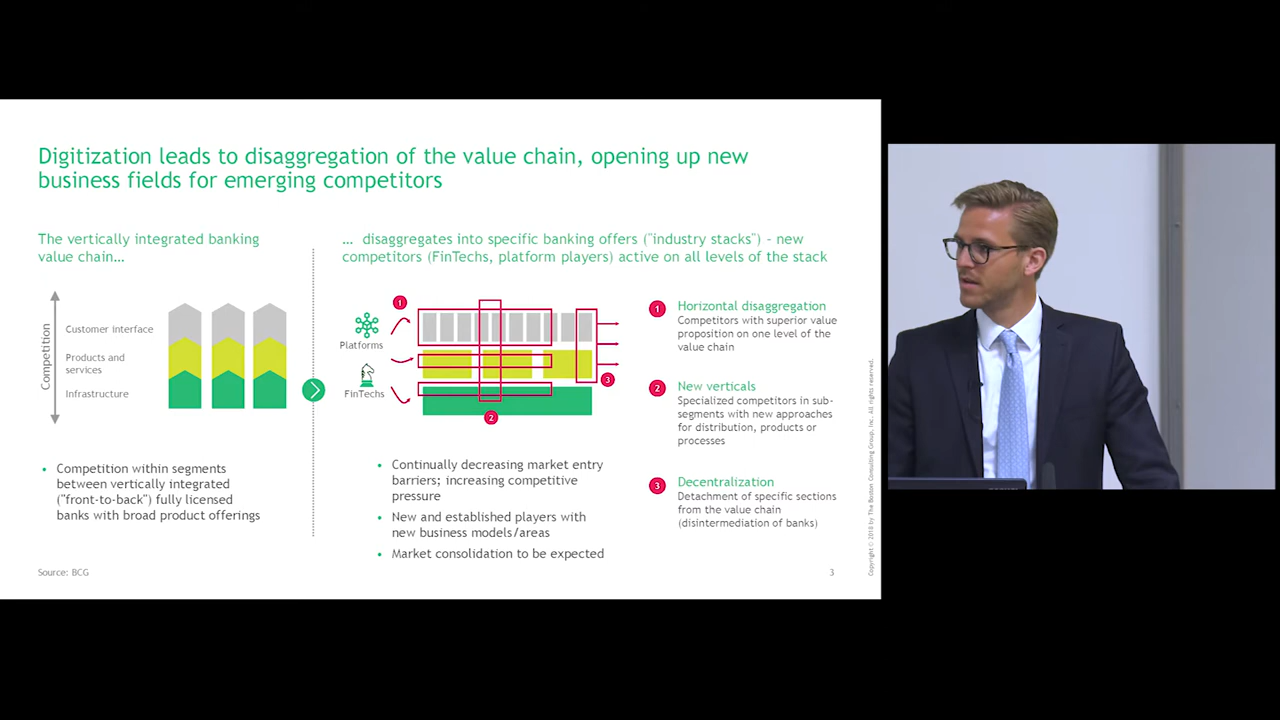 Digitization leads to disaggregation of the value chain, opening up new
business fields for emerging competitors
The vertically integrated banking
value chain…
Competition
Customer interface
Products and
services
Infrastructure
• Competition within segments
between vertically integrated
("front-to-back") fully licensed
banks with broad product offerings
… disaggregates into specific banking offers ("industry stacks") – new
competitors (FinTechs, platform players) active on all levels of the stack
1
Platforms
FinTechs
3
2
• Continually decreasing market entry
barriers; increasing competitive
pressure
• New and established players with
new business models/areas
• Market consolidation to be expected
1 Horizontal disaggregation
Competitors with superior value
proposition on one level of the
value chain
2 New verticals
Specialized competitors in sub-
segments with new approaches
for distribution, products or
processes
3 Decentralization
Detachment of specific sections
from the value chain
(disintermediation of banks)
Source: BCG
3
Copyright © 2018 by The Boston Consulting Group, Inc. All rights reserved.